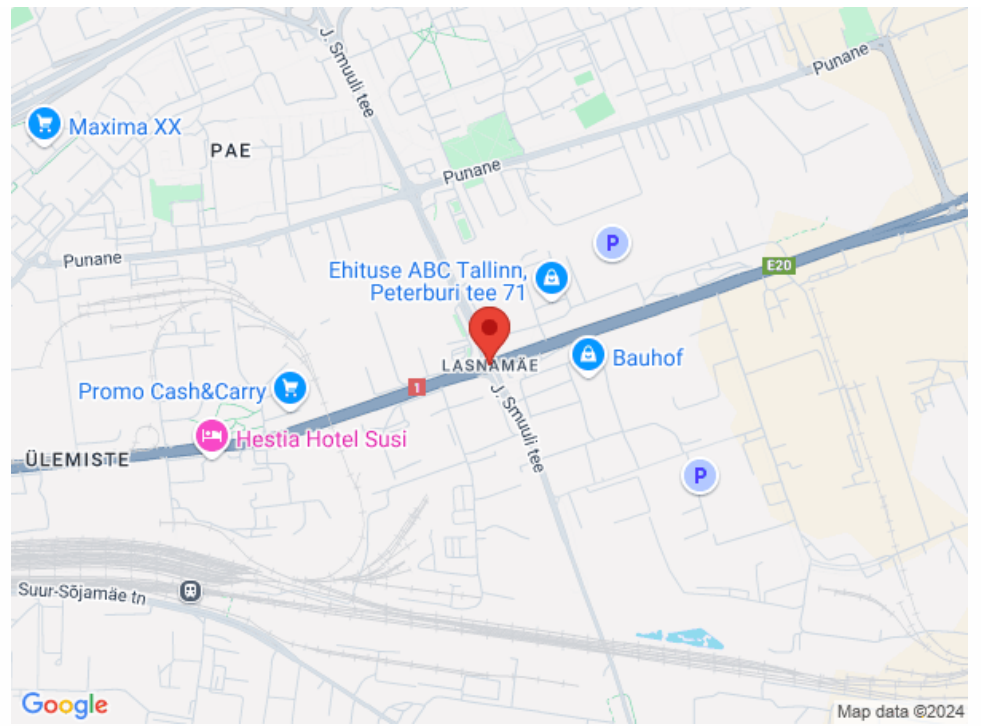 J. Smuuli tee
Punane
Maxima XX
PAE
Punane
Punane
P
Ehituse ABC Tallinn,
Peterburi tee 71
E20
LASNAMÄE
Bauhof
1
Promo Cash&Carry
J. Smuuli tee
Hestia Hotel Susi
ÜLEMISTE
P
Suur-Sõjamäe tn
Google
Map data ©2024